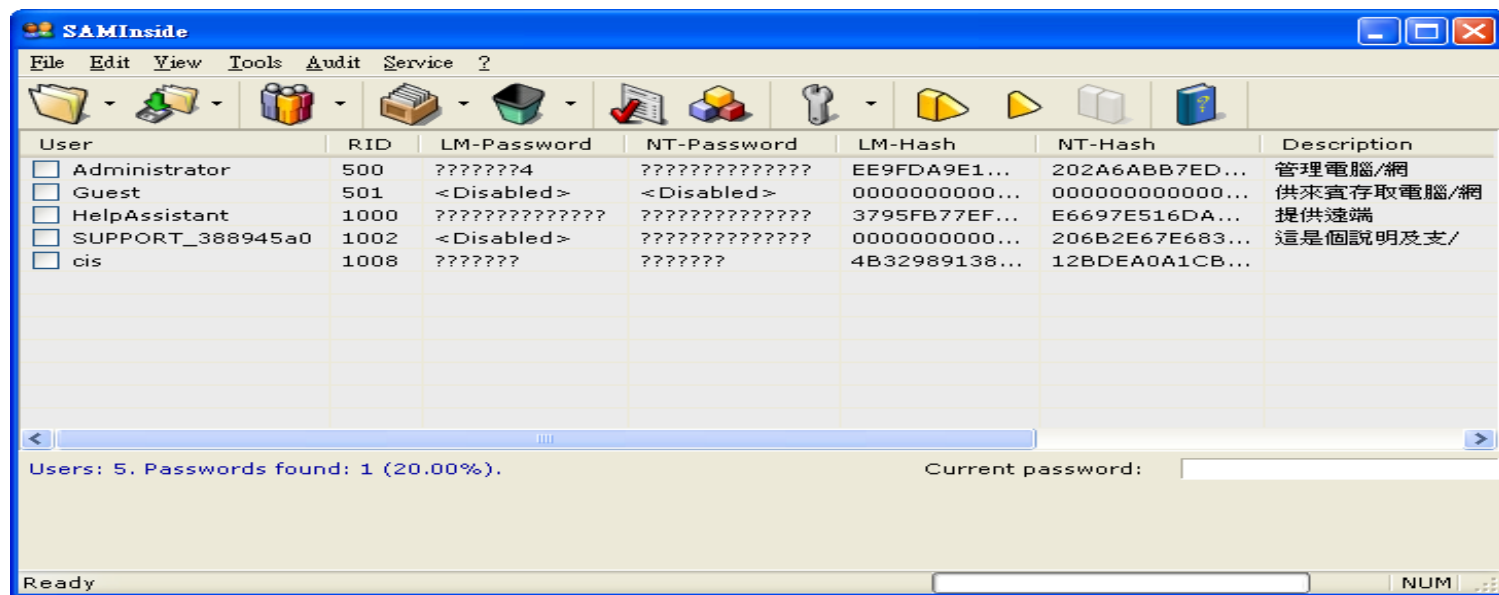 SAMInside
File Edit View Tools Audit Service ?
User RID LM-Password NT-Password LM-Hash NT-Hash Description
Administrator 500 ???????4 ?????????????? EE9FDA9E1... 202A6ABB7ED... 管理電腦/網
Guest 501 <Disabled> <Disabled> 0000000000... 000000000000... 供來賓存取電腦/網
HelpAssistant 1000 ?????????????? ?????????????? 3795FB77EF... E6697E516DA... 提供遠端
SUPPORT_388945a0 1002 <Disabled> ?????????????? 0000000000... 206B2E67E683... 這是個說明及支/
cis 1008 ??????? ??????? 4B32989138... 12BDEA0A1CB...
Users: 5. Passwords found: 1 (20.00%). Current password:
Ready NUM